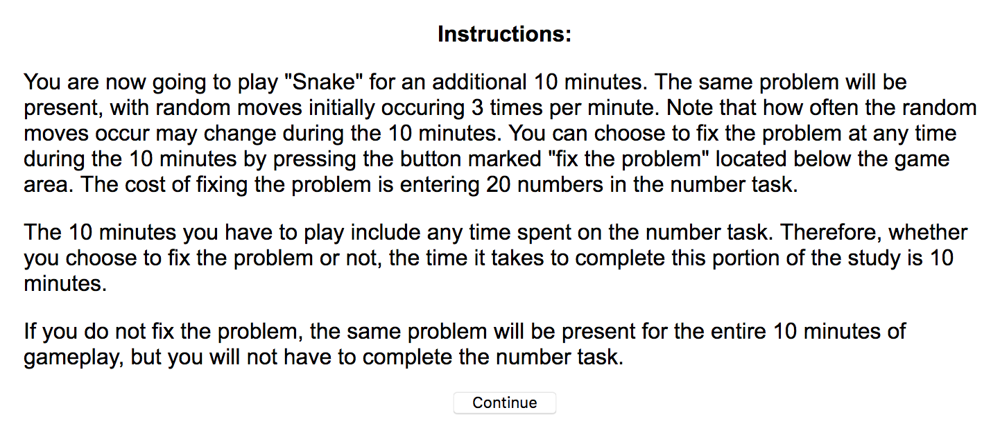 Instructions:
You are now going to play "Snake" for an additional 10 minutes. The same problem will be
present, with random moves initially occuring 3 times per minute. Note that how often the random
moves occur may change during the 10 minutes. You can choose to fix the problem at any time
during the 10 minutes by pressing the button marked "fix the problem" located below the game
area. The cost of fixing the problem is entering 20 numbers in the number task.
The 10 minutes you have to play include any time spent on the number task. Therefore, whether
you choose to fix the problem or not, the time it takes to complete this portion of the study is 10
minutes.
If you do not fix the problem, the same problem will be present for the entire 10 minutes of
gameplay, but you will not have to complete the number task.
Continue